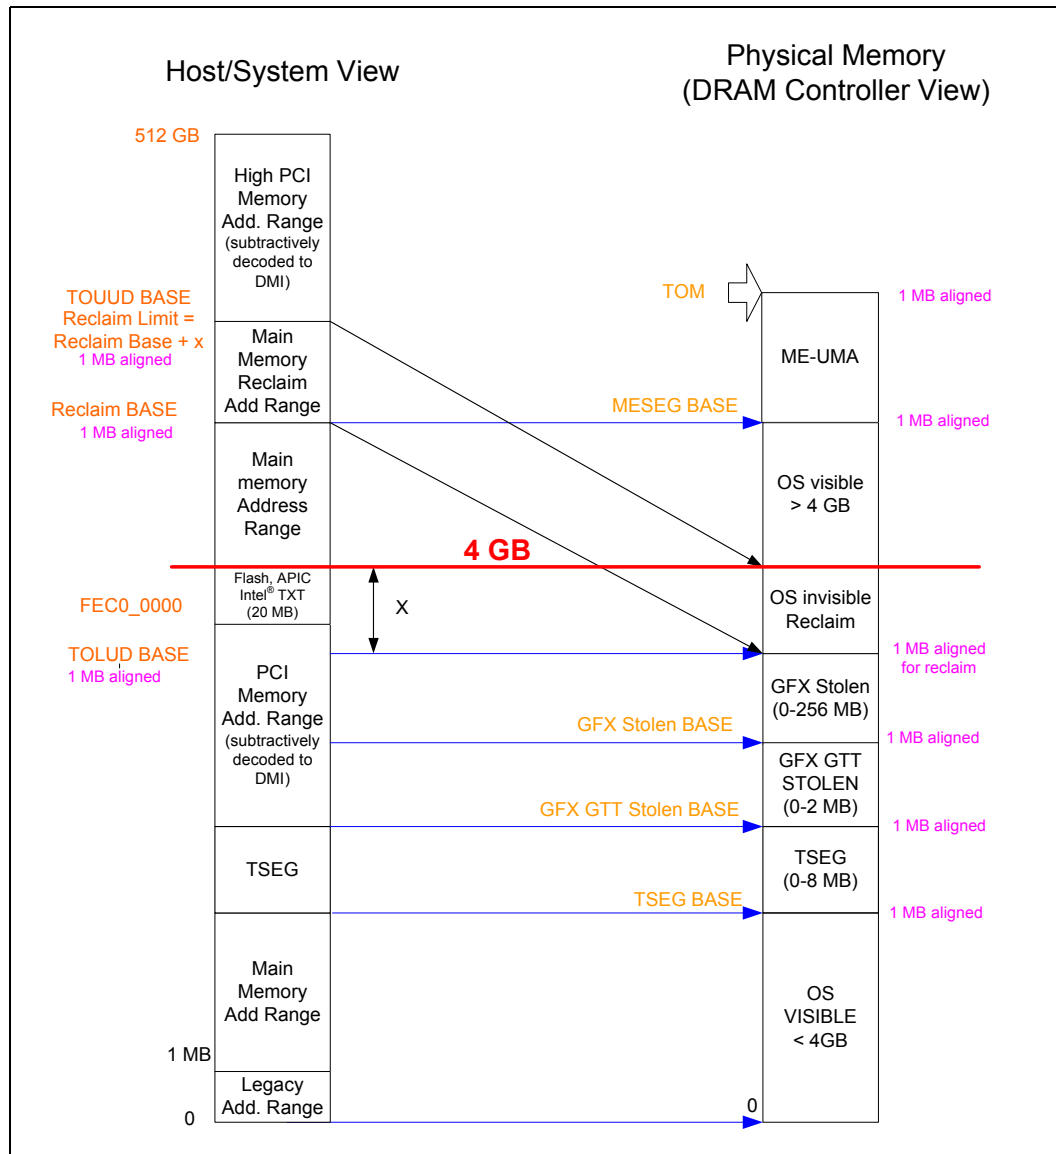 Host/System View
Physical Memory
(DRAM Controller View)
512 GB
High PCI
Memory
Add. Range
(subtractively
decoded to
DMI)
TOUUD BASE
Reclaim Limit =
Reclaim Base + x
1 MB aligned
Main
Memory
Reclaim
Add Range
Reclaim BASE
1 MB aligned
Main
memory
Address
Range
4 GB
Flash, APIC
Intel® TXT
(20 MB)
FEC0_0000
X
TOLUD BASE
1 MB aligned
PCI
Memory
Add. Range
(subtractively
decoded to
DMI)
TSEG
Main
Memory
Add Range
1 MB
Legacy
Add. Range
0
TOM
1 MB aligned
ME-UMA
MESEG BASE
1 MB aligned
OS visible
> 4 GB
OS invisible
Reclaim
1 MB aligned
for reclaim
GFX Stolen
(0-256 MB)
GFX Stolen BASE
1 MB aligned
GFX GTT
STOLEN
(0-2 MB)
GFX GTT Stolen BASE
1 MB aligned
TSEG
(0-8 MB)
TSEG BASE
1 MB aligned
OS
VISIBLE
< 4GB
0